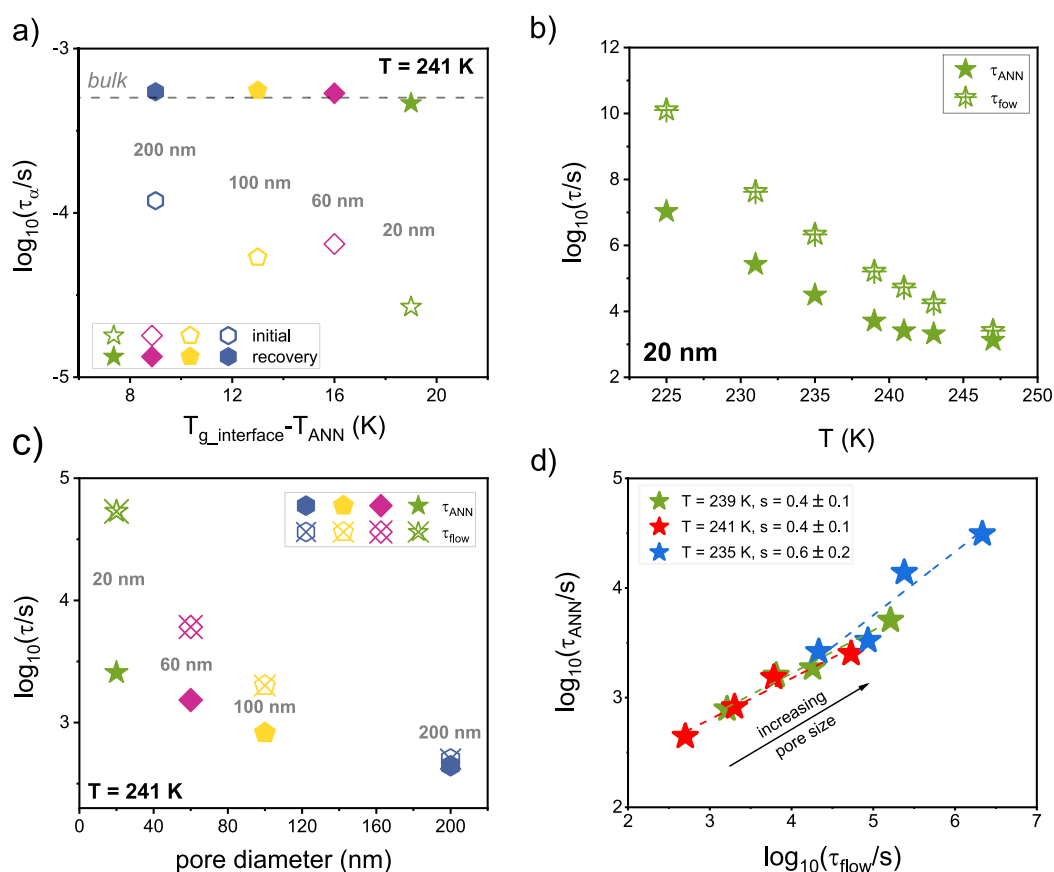 a)
-3
T = 241 K
bulk
200 nm
100 nm
60 nm
20 nm
-4
log10(τα/s)
initial
recovery
-5
8
12
16
20
Tg_interface-TANN (K)
b)
12
τANN
τfow
10
8
6
4
2
log10(τ/s)
20 nm
225
230
235
240
245
250
T (K)
c)
5
τANN
τflow
20 nm
4
60 nm
100 nm
200 nm
3
log10(τ/s)
T = 241 K
0
40
80
120
160
200
pore diameter (nm)
d)
5
T = 239 K, s = 0.4 ± 0.1
T = 241 K, s = 0.4 ± 0.1
T = 235 K, s = 0.6 ± 0.2
4
3
2
log10(τANN/s)
increasing
pore size
2
3
4
5
6
7
log10(τflow/s)